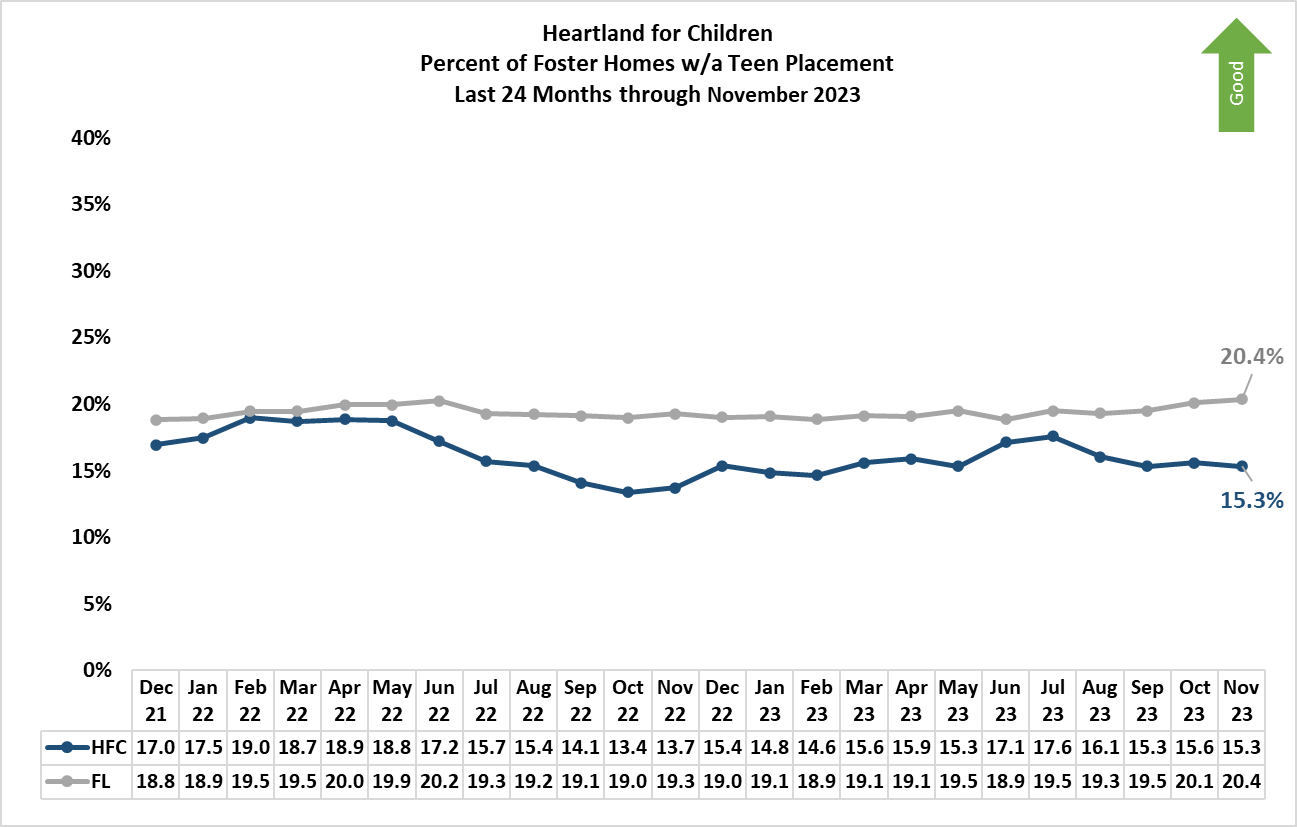 Heartland for Children
Percent of Foster Homes w/a Teen Placement
Last 24 Months through November 2023
Good
40%
35%
30%
25%
20%
15%
10%
5%
0%
20.4%
15.3%
Dec Jan Feb Mar Apr May Jun Jul Aug Sep Oct Nov Dec Jan Feb Mar Apr May Jun Jul Aug Sep Oct Nov
21 22 22 22 22 22 22 22 22 22 22 22 22 23 23 23 23 23 23 23 23 23 23 23
HFC 17.0 17.5 19.0 18.7 18.9 18.8 17.2 15.7 15.4 14.1 13.4 13.7 15.4 14.8 14.6 15.6 15.9 15.3 17.1 17.6 16.1 15.3 15.6 15.3
FL 18.8 18.9 19.5 19.5 20.0 19.9 20.2 19.3 19.2 19.1 19.0 19.3 19.0 19.1 18.9 19.1 19.1 19.5 18.9 19.5 19.3 19.5 20.1 20.4